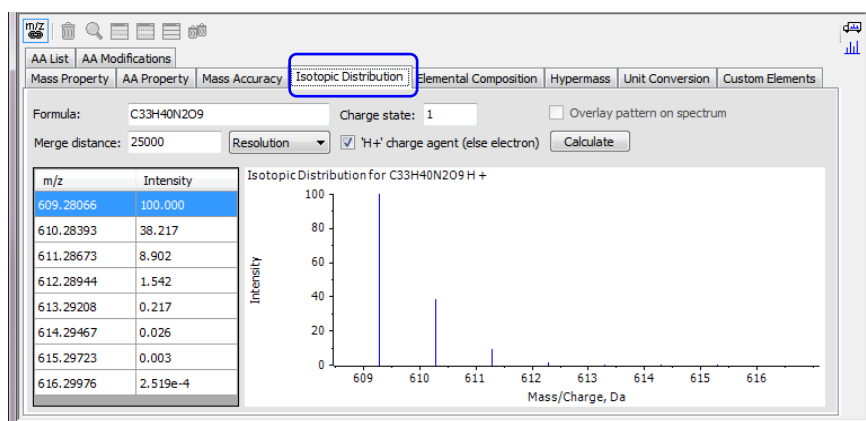 m/z
AA List AA Modifications
Mass Property AA Property Mass Accuracy Isotopic Distribution Elemental Composition Hypermass Unit Conversion Custom Elements
Formula: C33H40N2O9 Charge state: 1 Overlay pattern on spectrum
Merge distance: 25000 Resolution 'H+' charge agent (else electron) Calculate
m/z Intensity
609.28066 100.000
610.28393 38.217
611.28673 8.902
612.28944 1.542
613.29208 0.217
614.29467 0.026
615.29723 0.003
616.29976 2.519e-4
Isotopic Distribution for C33H40N2O9 H +
Intensity
100
80
60
40
20
0
609 610 611 612 613 614 615 616
Mass/Charge, Da